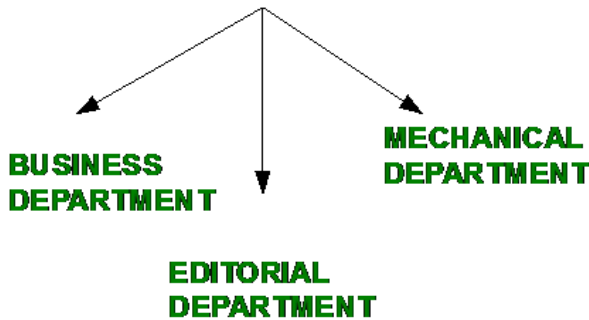 BUSINESS
DEPARTMENT
MECHANICAL
DEPARTMENT
EDITORIAL
DEPARTMENT